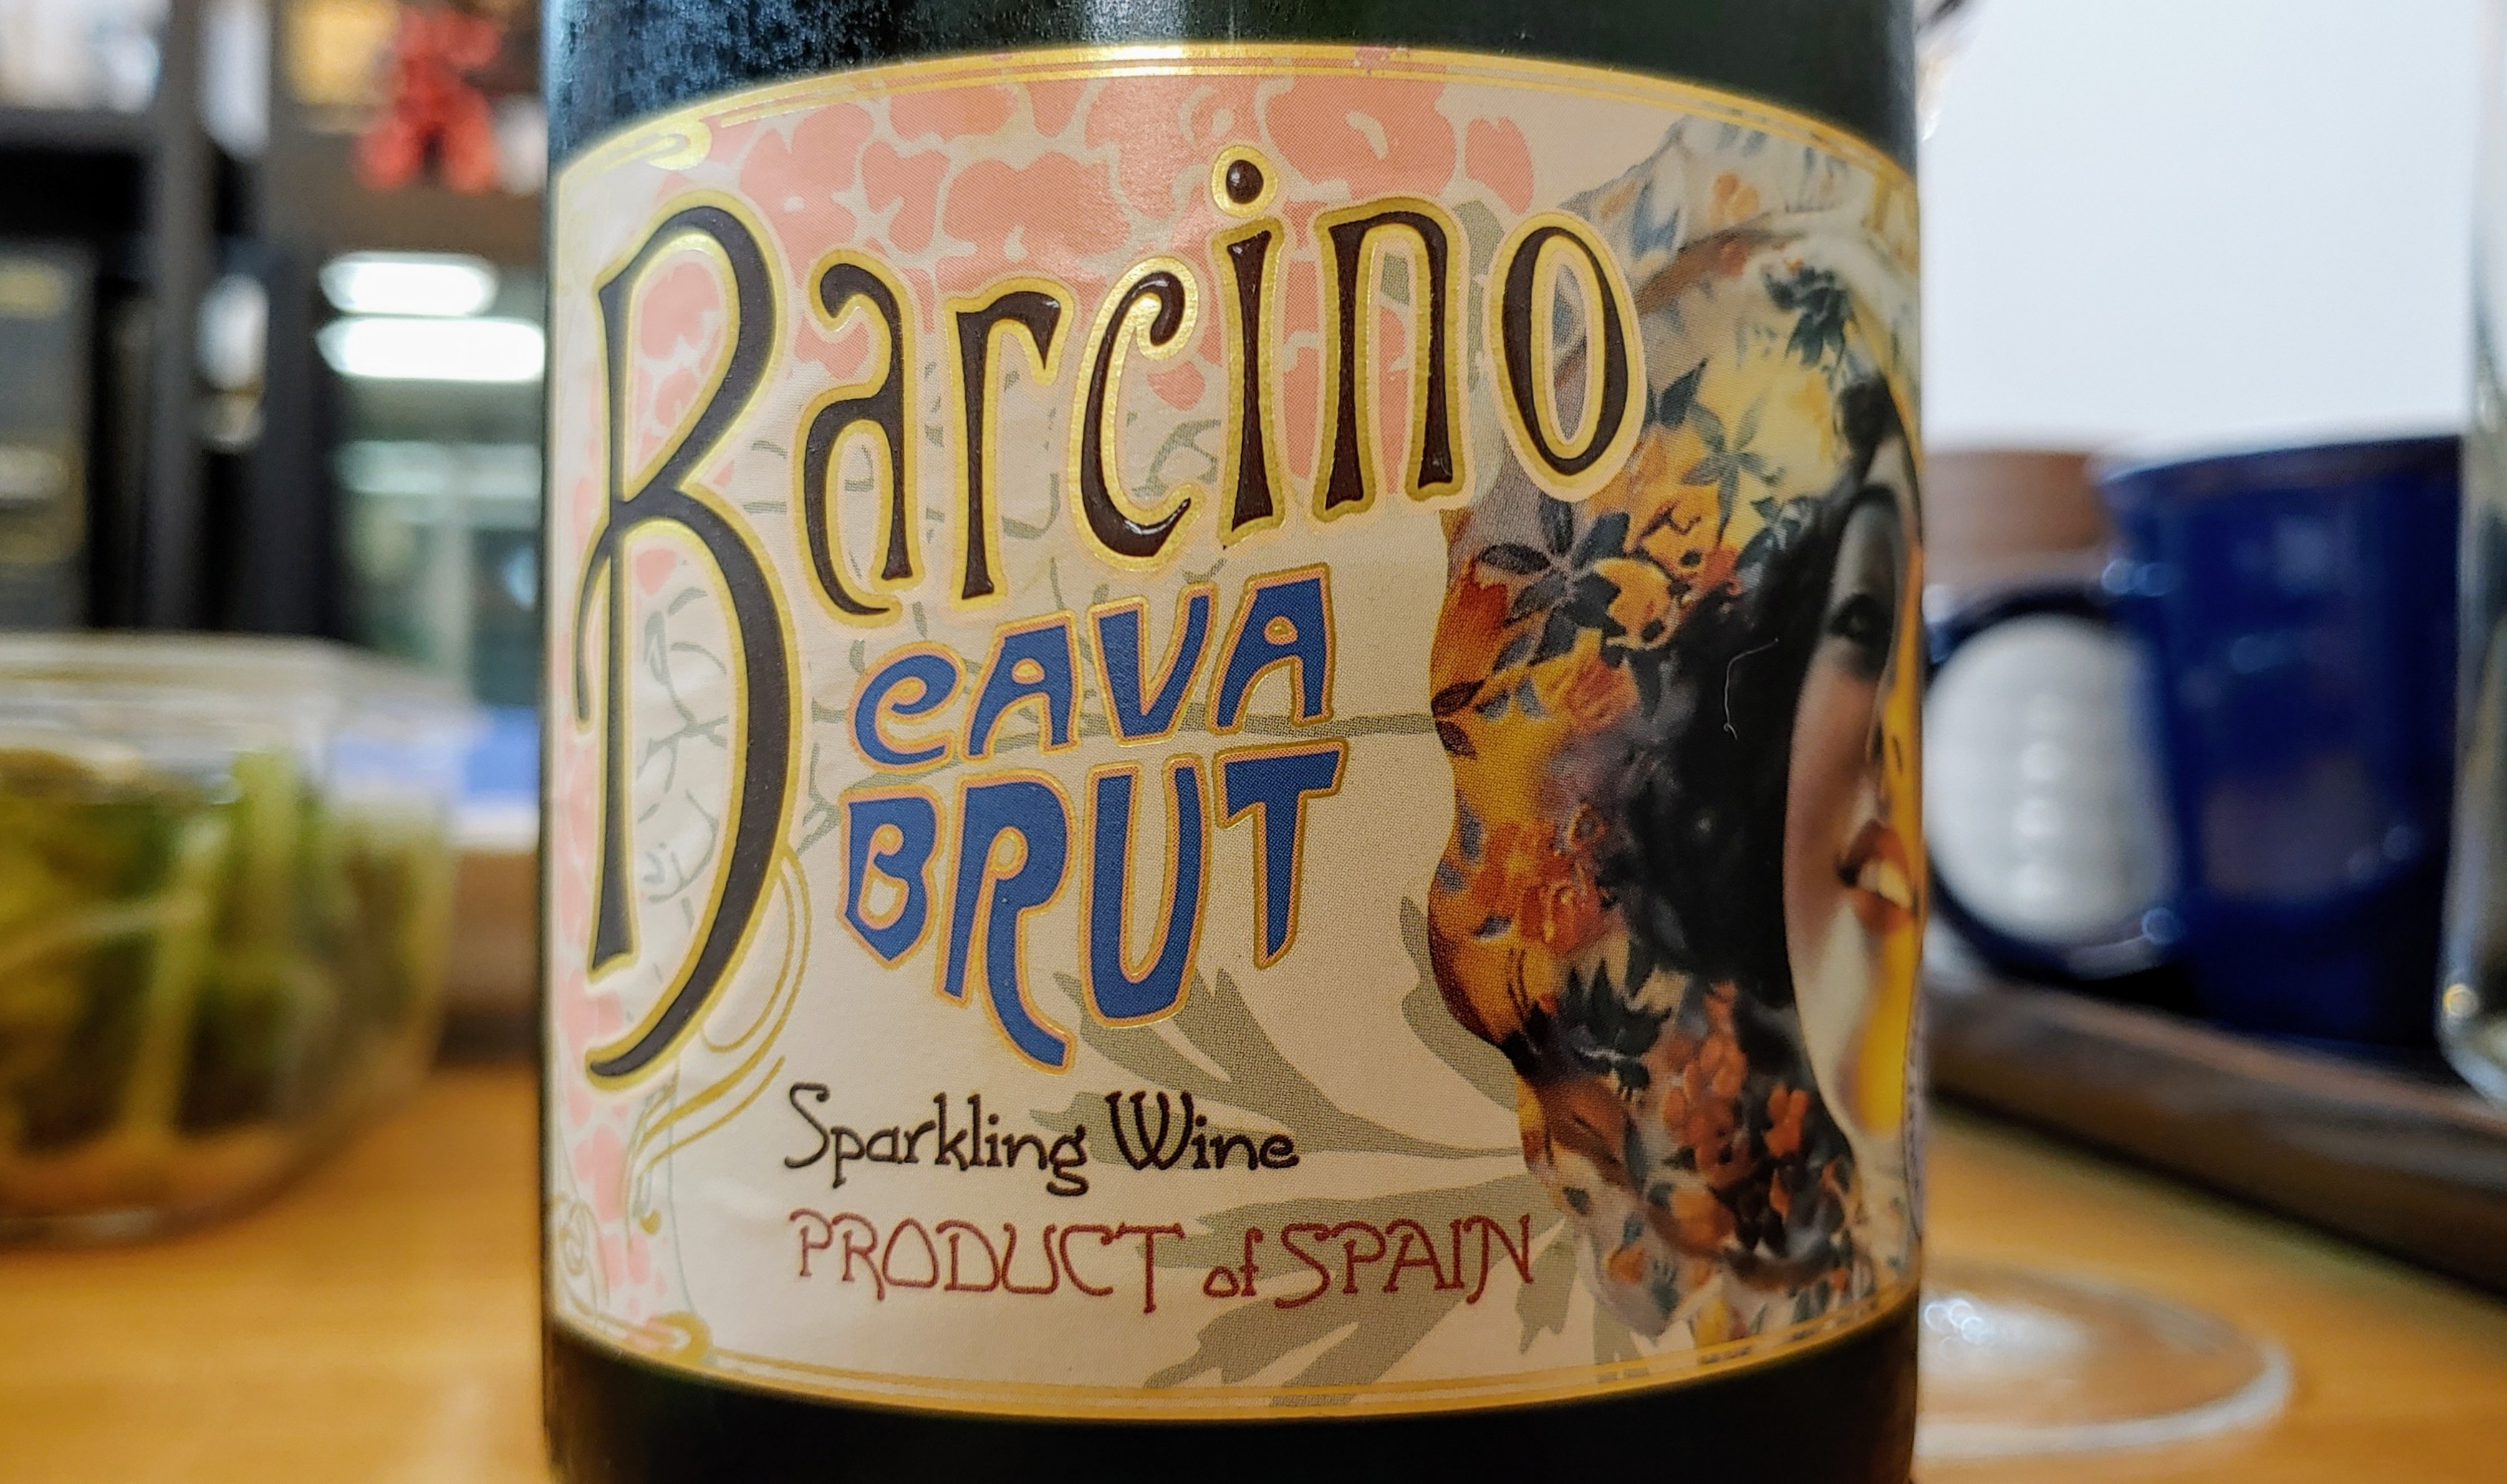 Barcino
CAVA
BRUT
Sparkling Wine
PRODUCT of SPAIN